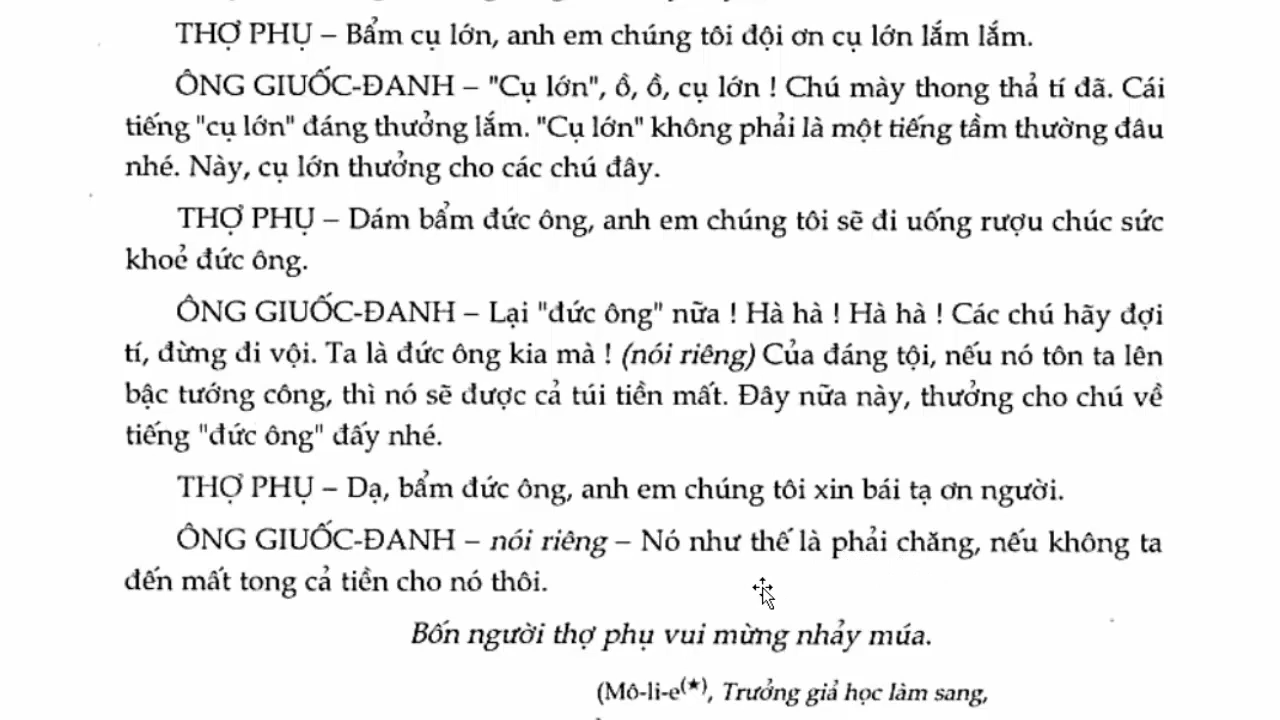 THỢ PHỤ – Bẩm cụ lớn, anh em chúng tôi đội ơn cụ lớn lắm lắm.
ÔNG GIUỐC-ĐANH – "Cụ lớn", ồ, ồ, cụ lớn ! Chú mày thong thả tí đã. Cái
tiếng "cụ lớn" đáng thưởng lắm. "Cụ lớn" không phải là một tiếng tầm thường đâu
nhé. Này, cụ lớn thưởng cho các chú đây.
THỢ PHỤ – Dám bẩm đức ông, anh em chúng tôi sẽ đi uống rượu chúc sức
khoẻ đức ông.
ÔNG GIUỐC-ĐANH – Lại "đức ông" nữa ! Hà hà ! Hà hà ! Các chú hãy đợi
tí, đừng đi vội. Ta là đức ông kia mà ! (nói riêng) Của đáng tội, nếu nó tôn ta lên
bậc tướng công, thì nó sẽ được cả túi tiền mất. Đây nữa này, thưởng cho chú về
tiếng "đức ông" đấy nhé.
THỢ PHỤ – Dạ, bẩm đức ông, anh em chúng tôi xin bái tạ ơn người.
ÔNG GIUỐC-ĐANH – nói riêng – Nó như thế là phải chăng, nếu không ta
đến mất tong cả tiền cho nó thôi.
Bốn người thợ phụ vui mừng nhảy múa.
(Mô-li-e(★), Trưởng giả học làm sang,